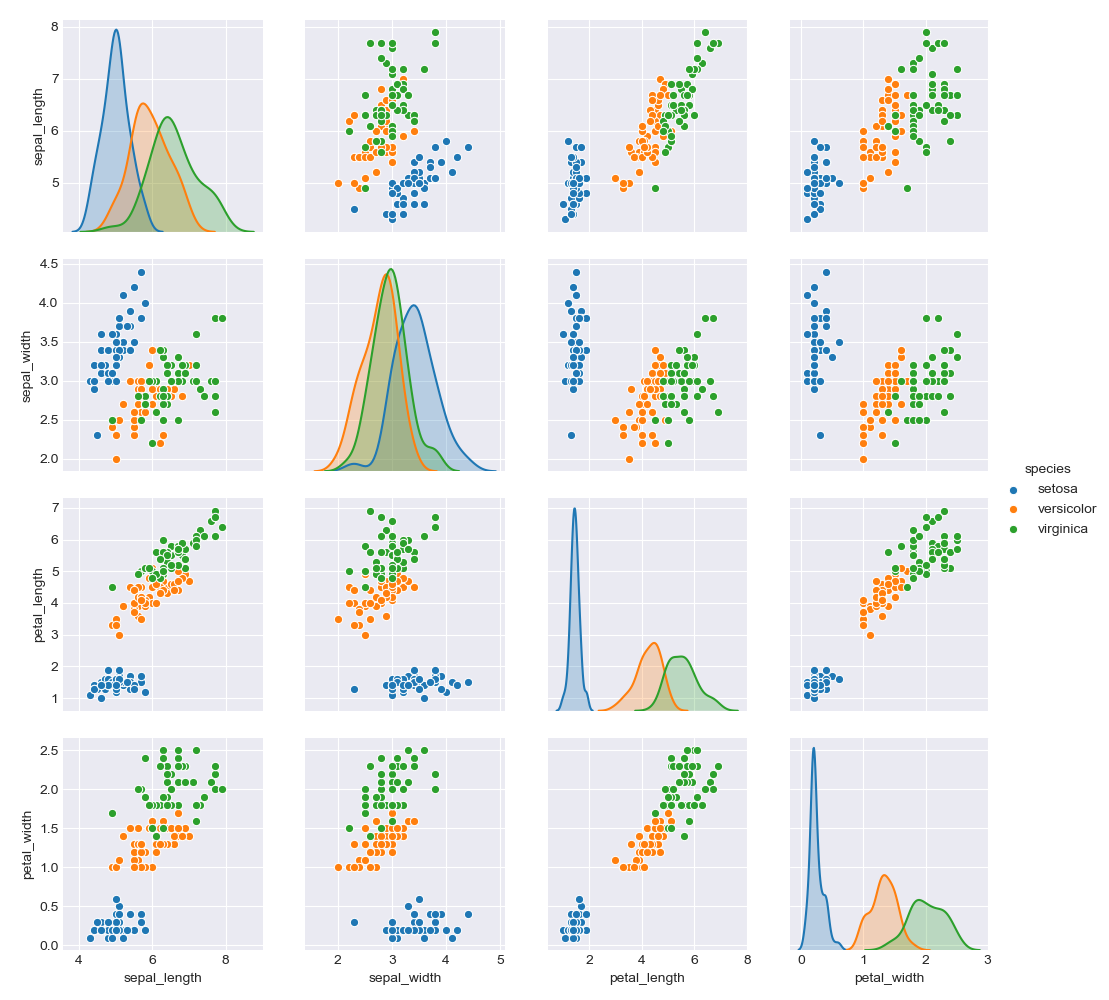 8
7
6
5
sepal_length
4.5
4.0
3.5
3.0
2.5
2.0
sepal_width
species
setosa
versicolor
virginica
7
6
5
4
3
2
1
petal_length
2.5
2.0
1.5
1.0
0.5
0.0
petal_width
4 6 8
sepal_length
2 3 4 5
sepal_width
2 4 6 8
petal_length
0 1 2 3
petal_width